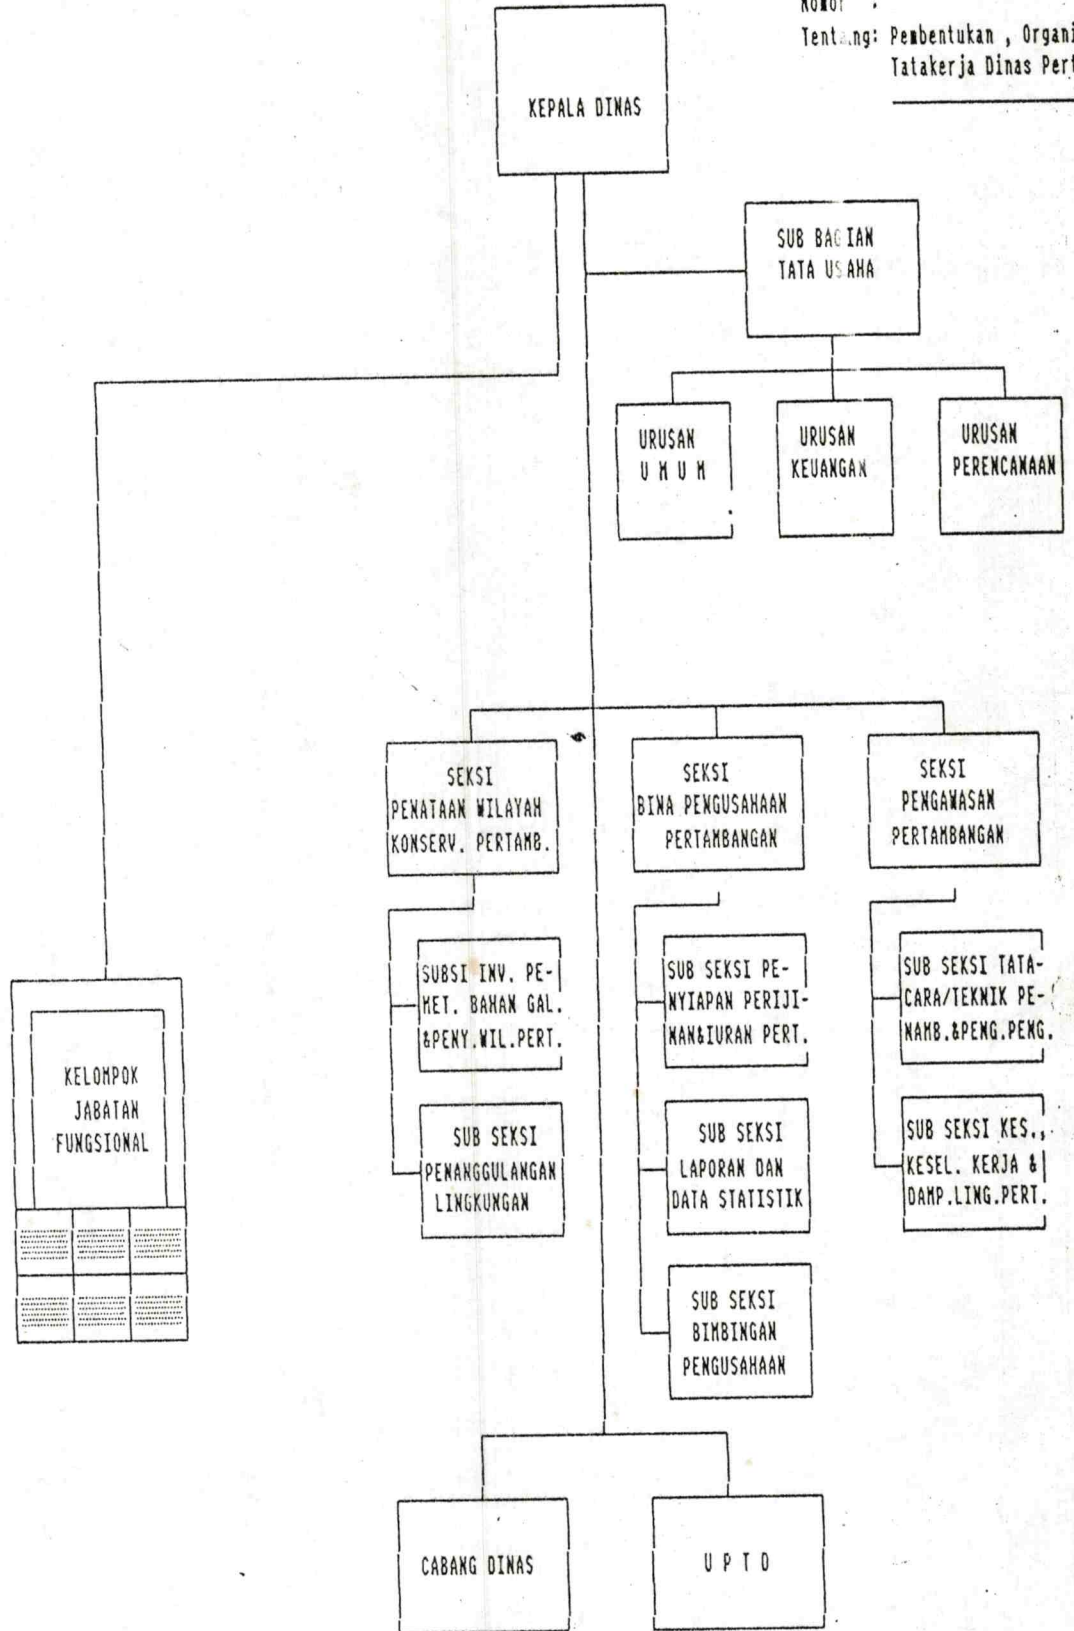 Nomor :
Tentang: Pembentukan , Organi
Tatakerja Dinas Pert
KEPALA DINAS
SUB BAGIAN
TATA USAHA
URUSAN
U M U M
URUSAN
KEUANGAN
URUSAN
PERENCANAAN
SEKSI
PENATAAN WILAYAH
KONSERV. PERTAMB.
SEKSI
BINA PENGUSAHAAN
PERTAMBANGAN
SEKSI
PENGAWASAN
PERTAMBANGAN
SUBSI INV. PE-
MET. BAHAN GAL.
&PENY.WIL.PERT.
SUB SEKSI PE-
NYIAPAN PERIJI-
NAN&IURAN PERT.
SUB SEKSI TATA-
CARA/TEKNIK PE-
NAMB.&PENG.PENG.
KELOMPOK
JABATAN
FUNGSIONAL
SUB SEKSI
PENANGGULANGAN
LINGKUNGAN
SUB SEKSI
LAPORAN DAN
DATA STATISTIK
SUB SEKSI KES.,
KESEL. KERJA &
DAMP.LING.PERT.
SUB SEKSI
BIMBINGAN
PENGUSAHAAN
CABANG DINAS
U P T D